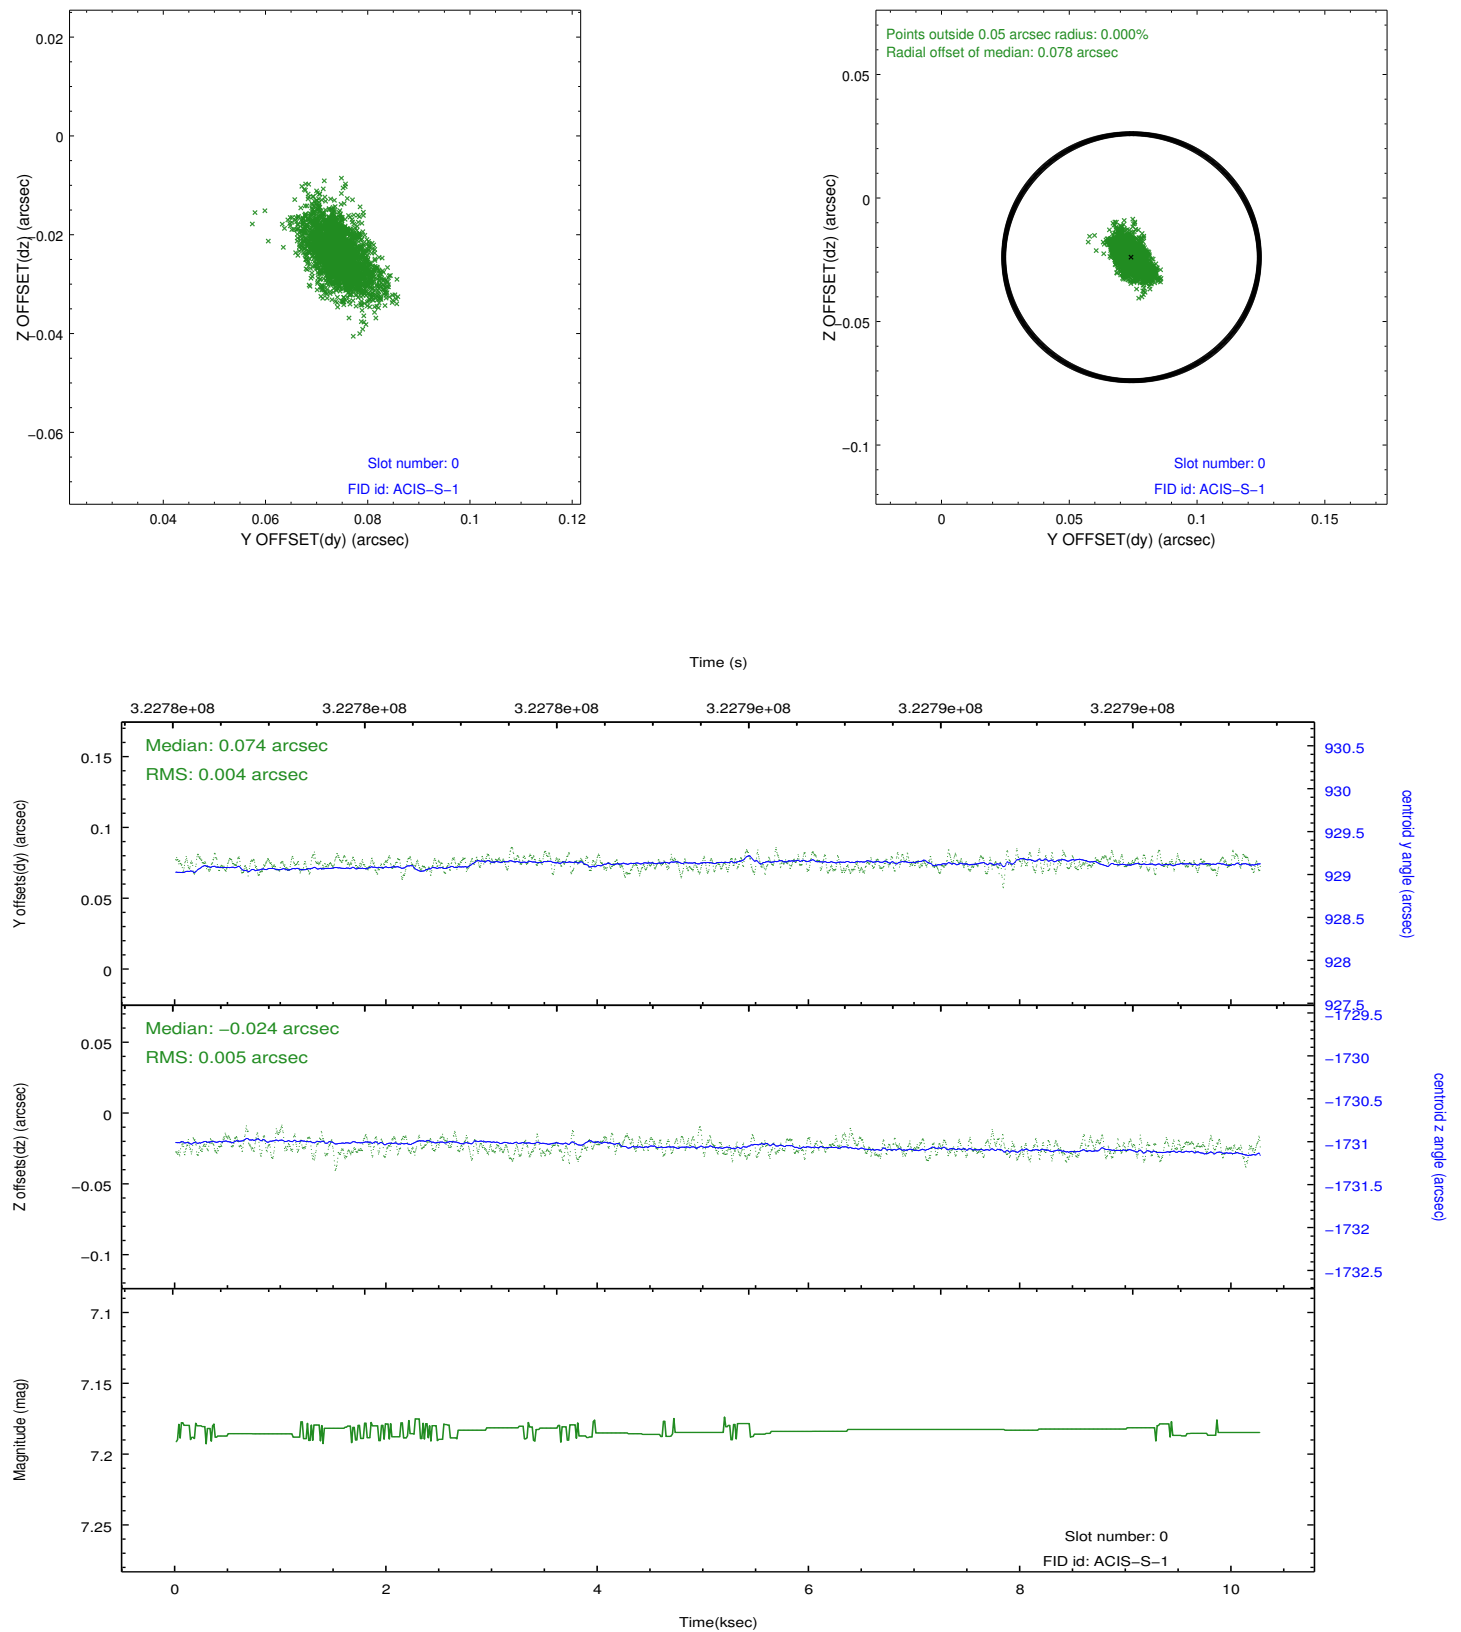 0.02
0
−0.02
−0.04
−0.06
Z OFFSET(dz) (arcsec)
Slot number: 0
FID id: ACIS−S−1
0.04 0.06 0.08 0.1 0.12
Y OFFSET(dy) (arcsec)
Points outside 0.05 arcsec radius: 0.000%
Radial offset of median: 0.078 arcsec
0.05
0
−0.05
−0.1
Z OFFSET(dz) (arcsec)
Slot number: 0
FID id: ACIS−S−1
0 0.05 0.1 0.15
Y OFFSET(dy) (arcsec)
Time (s)
3.2278e+08 3.2278e+08 3.2278e+08 3.2279e+08 3.2279e+08 3.2279e+08
Median: 0.074 arcsec
RMS: 0.004 arcsec
0.15
0.1
0.05
0
Y offsets(dy) (arcsec)
930.5
930
929.5
929
928.5
928
927.5
centroid y angle (arcsec)
Median: −0.024 arcsec
RMS: 0.005 arcsec
0.05
0
−0.05
−0.1
Z offsets(dz) (arcsec)
−1729.5
−1730
−1730.5
−1731
−1731.5
−1732
−1732.5
centroid z angle (arcsec)
7.1
7.15
7.2
7.25
Magnitude (mag)
Slot number: 0
FID id: ACIS−S−1
0 2 4 6 8 10
Time(ksec)